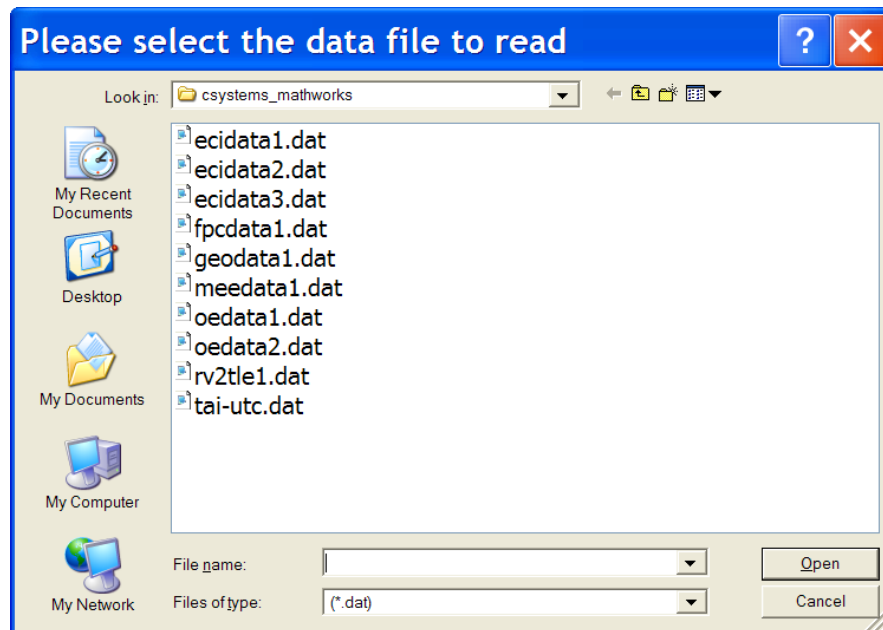 Please select the data file to read
Look in: csystems_mathworks
My Recent
Documents
Desktop
My Documents
My Computer
My Network
ecidata1.dat
ecidata2.dat
ecidata3.dat
fpcdata1.dat
geodata1.dat
meedata1.dat
oedata1.dat
oedata2.dat
rv2tle1.dat
tai-utc.dat
File name:
Open
Files of type: (*.dat)
Cancel